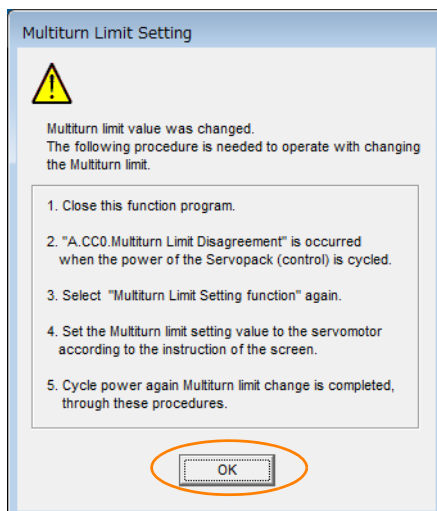 Multiturn Limit Setting
Multiturn limit value was changed.
The following procedure is needed to operate with changing
the Multiturn limit.
1. Close this function program.
2. "A.CC0.Multiturn Limit Disagreement" is occurred
when the power of the Servopack (control) is cycled.
3. Select "Multiturn Limit Setting function" again.
4. Set the Multiturn limit setting value to the servomotor
according to the instruction of the screen.
5. Cycle power again Multiturn limit change is completed,
through these procedures.
OK